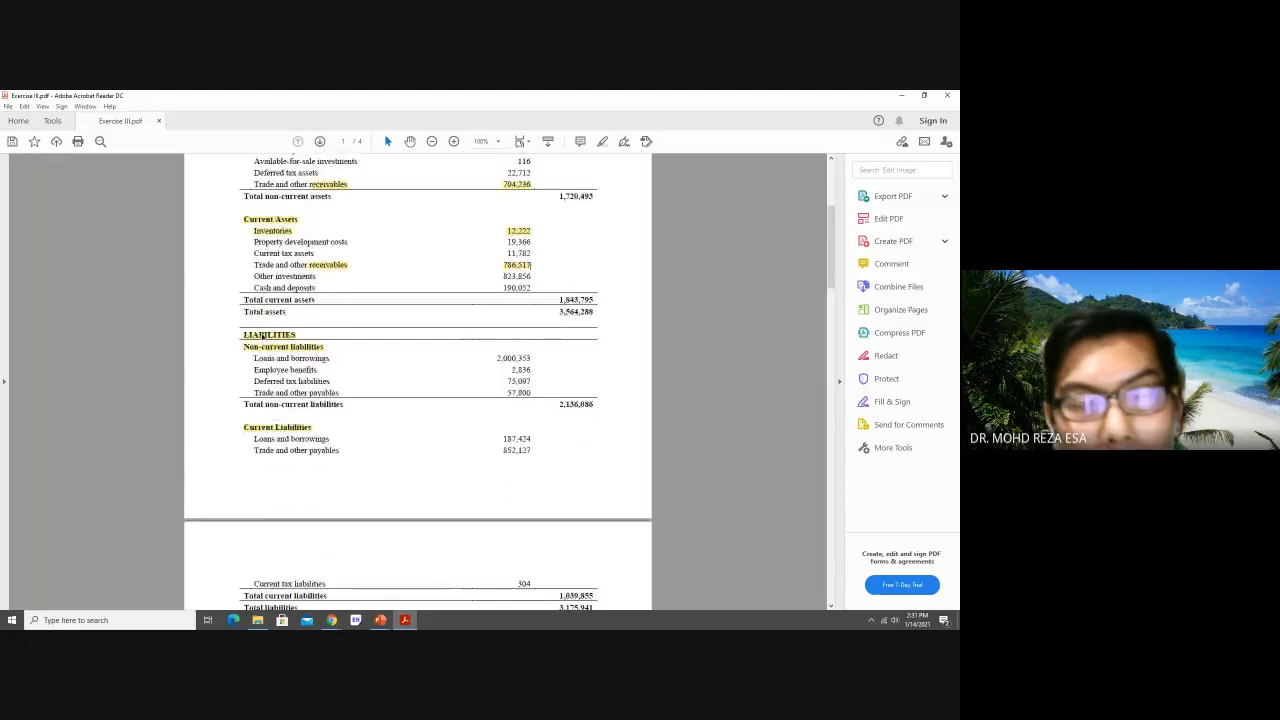 Exercise III.pdf - Adobe Acrobat Reader DC
File Edit View Sign Window Help
Home Tools Exercise III.pdf × Sign In
1 / 4 100%
Available-for-sale investments 116
Deferred tax assets 22,712
Trade and other receivables 704,236
Total non-current assets 1,720,493
Current Assets
Inventories 12,222
Property development costs 19,366
Current tax assets 11,782
Trade and other receivables 786,517
Other investments 823,856
Cash and deposits 190,052
Total current assets 1,843,795
Total assets 3,564,288
LIABILITIES
Non-current liabilities
Loans and borrowings 2,000,353
Employee benefits 2,836
Deferred tax liabilities 75,097
Trade and other payables 57,800
Total non-current liabilities 2,136,086
Current Liabilities
Loans and borrowings 187,424
Trade and other payables 852,127
Current tax liabilities 304
Total current liabilities 1,039,855
Total liabilities 3,175,941
Search 'Edit Image'
Export PDF
Edit PDF
Create PDF
Comment
Combine Files
Organize Pages
Compress PDF
Redact
Protect
Fill & Sign
Send for Comments
More Tools
Create, edit and sign PDF
forms & agreements
Free 7-Day Trial
DR. MOHD REZA ESA
Type here to search
EN
2:31 PM
1/14/2021
2